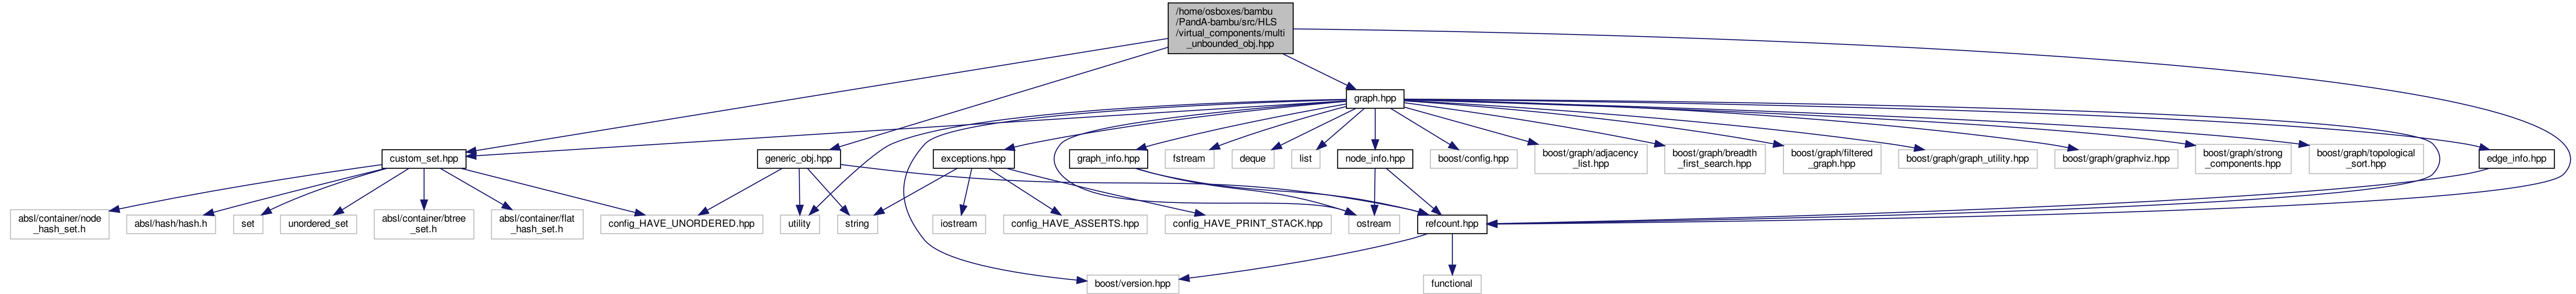 /home/osboxes/bambu
/PandA-bambu/src/HLS
/virtual_components/multi
_unbounded_obj.hpp
graph.hpp
custom_set.hpp
generic_obj.hpp
exceptions.hpp
graph_info.hpp
fstream
deque
list
node_info.hpp
boost/config.hpp
boost/graph/adjacency
_list.hpp
boost/graph/breadth
_first_search.hpp
boost/graph/filtered
_graph.hpp
boost/graph/graph_utility.hpp
boost/graph/graphviz.hpp
boost/graph/strong
_components.hpp
boost/graph/topological
_sort.hpp
edge_info.hpp
absl/container/node
_hash_set.h
absl/hash/hash.h
set
unordered_set
absl/container/btree
_set.h
absl/container/flat
_hash_set.h
config_HAVE_UNORDERED.hpp
utility
string
iostream
config_HAVE_ASSERTS.hpp
config_HAVE_PRINT_STACK.hpp
ostream
refcount.hpp
boost/version.hpp
functional